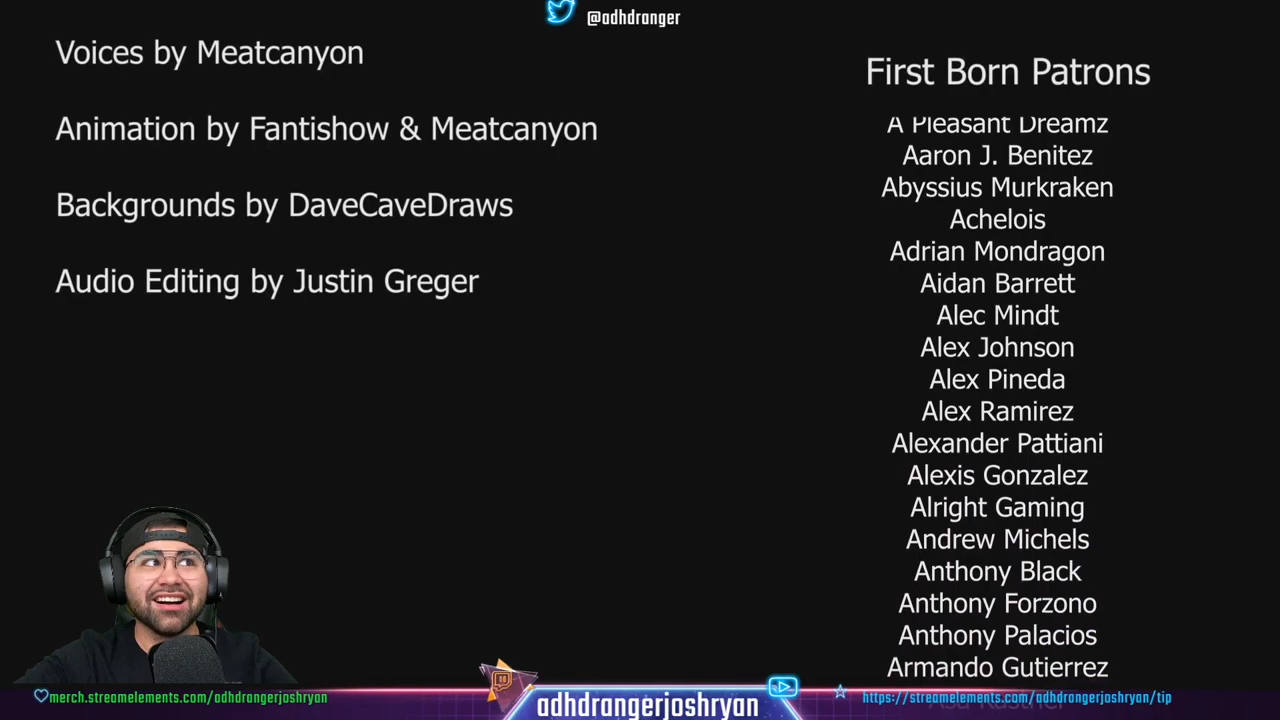 @adhdranger
Voices by Meatcanyon
Animation by Fantishow & Meatcanyon
Backgrounds by DaveCaveDraws
Audio Editing by Justin Greger
First Born Patrons
A Pleasant Dreamz
Aaron J. Benitez
Abyssius Murkraken
Achelois
Adrian Mondragon
Aidan Barrett
Alec Mindt
Alex Johnson
Alex Pineda
Alex Ramirez
Alexander Pattiani
Alexis Gonzalez
Alright Gaming
Andrew Michels
Anthony Black
Anthony Forzono
Anthony Palacios
Armando Gutierrez
merch.streamelements.com/adhdrangerjoshryan
adhdrangerjoshryan
https://streamelements.com/adhdrangerjoshryan/tip